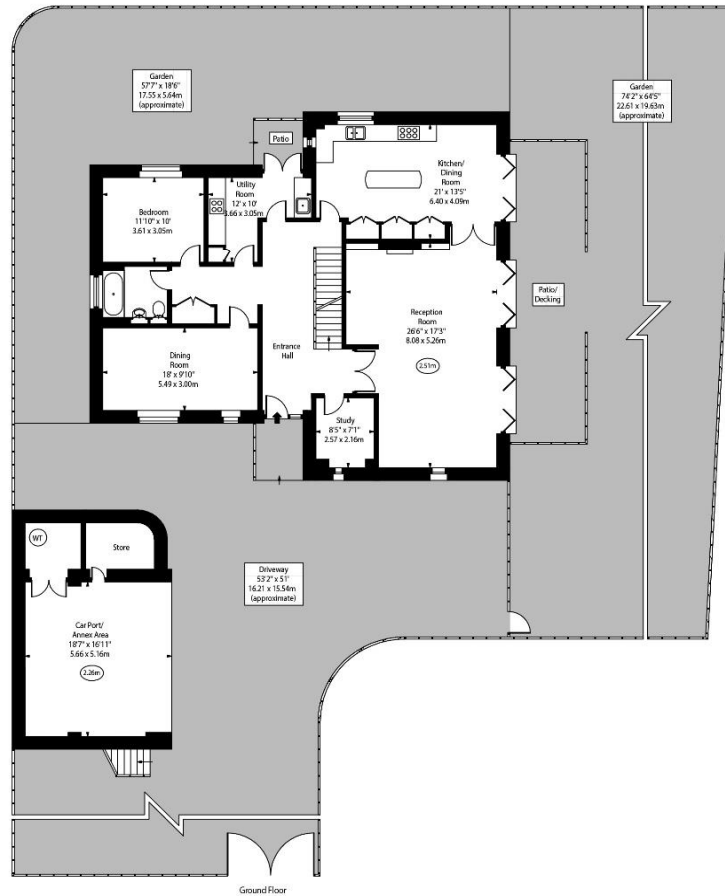 Garden
57'7" x 18'6"
17.55 x 5.64m
(approximate)
Garden
74'2" x 64'5"
22.61 x 19.63m
(approximate)
Patio
Kitchen/
Dining
Room
21' x 13'5"
6.40 x 4.09m
Utility
Room
12' x 10'
3.66 x 3.05m
Bedroom
11'10" x 10'
3.61 x 3.05m
Patio/
Decking
Reception
Room
26'6" x 17'3"
8.08 x 5.26m
2.51m
Entrance
Hall
Dining
Room
18' x 9'10"
5.49 x 3.00m
Study
8'5" x 7'1"
2.57 x 2.16m
WT
Store
Driveway
53'2" x 51'
16.21 x 15.54m
(approximate)
Car Port/
Annex Area
18'7" x 16'11"
5.66 x 5.16m
2.26m
Ground Floor